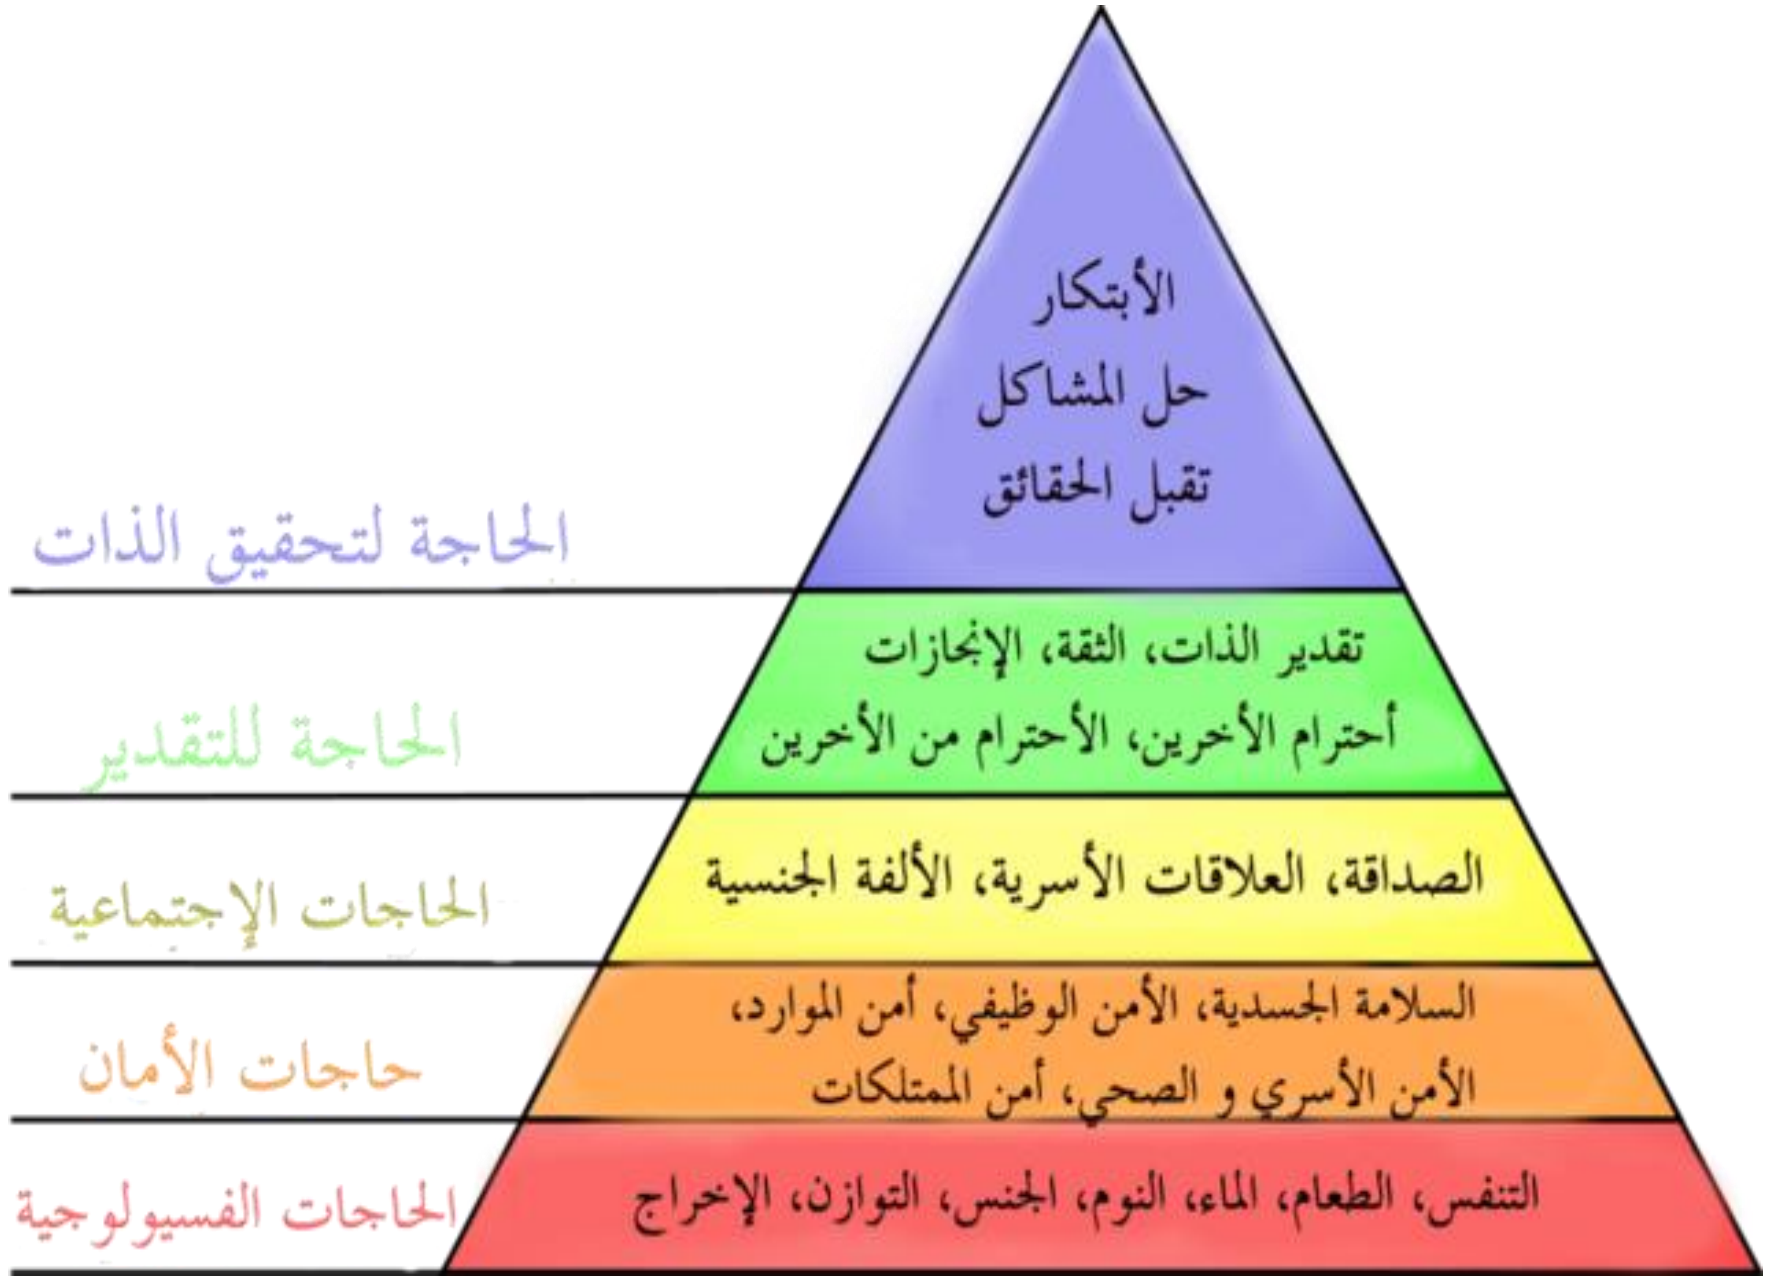 الأبتكار
حل المشاكل
تقبل الحقائق
الحاجة لتحقيق الذات
تقدير الذات، الثقة، الإنجازات
أحترام الأخرين، الأحترام من الأخرين
الحاجة للتقدير
الصداقة، العلاقات الأسرية، الألفة الجنسية
الحاجات الإجتماعية
السلامة الجسدية، الأمن الوظيفي، أمن الموارد،
الأمن الأسري و الصحي، أمن الممتلكات
حاجات الأمان
التنفس، الطعام، الماء، النوم، الجنس، التوازن، الإخراج
الحاجات الفسيولوجية